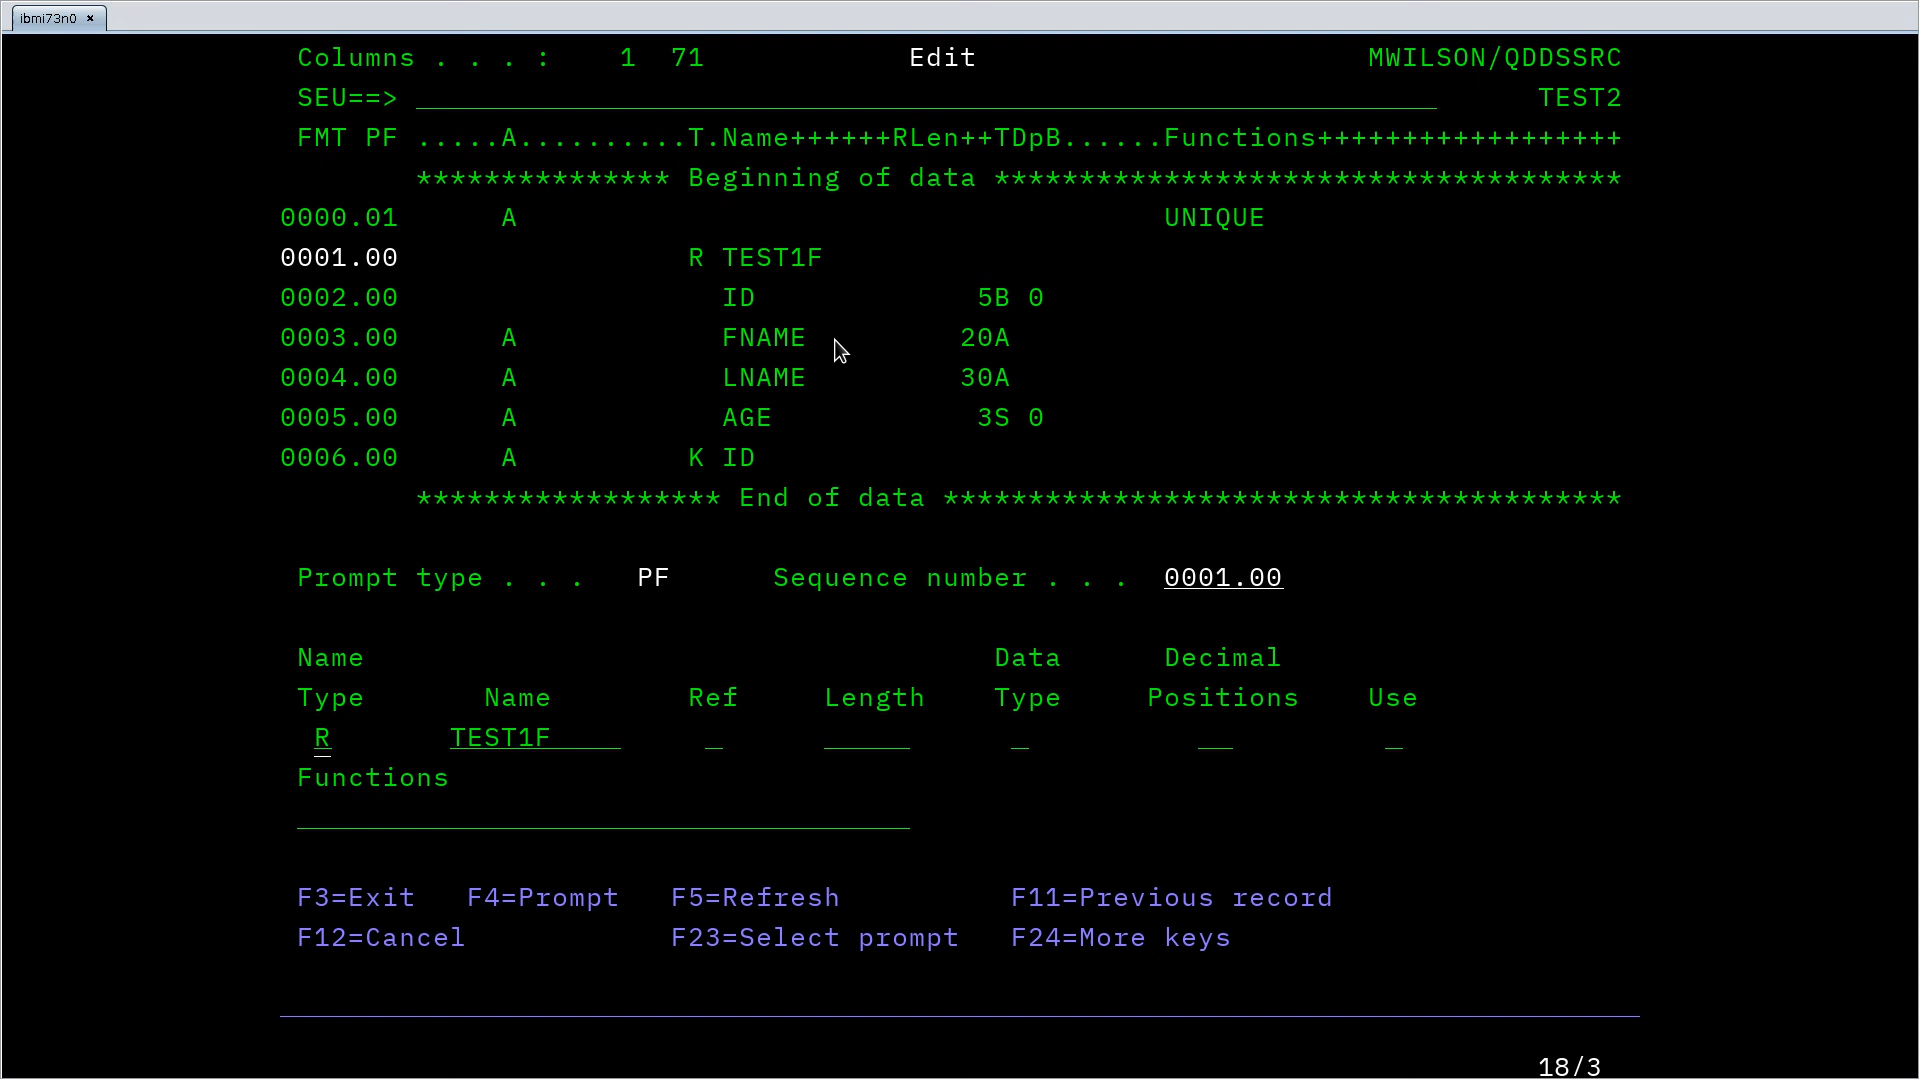 ibmi73n0 ×
Columns . . . :    1  71            Edit                       MWILSON/QDDSSRC
SEU==>                                                                   TEST2
FMT PF .....A..........T.Name++++++RLen++TDpB......Functions++++++++++++++++++
*************** Beginning of data *************************************
0000.01      A                                      UNIQUE
0001.00                 R TEST1F
0002.00                   ID             5B 0
0003.00      A            FNAME         20A
0004.00      A            LNAME         30A
0005.00      A            AGE            3S 0
0006.00      A          K ID
****************** End of data ****************************************
Prompt type . . .   PF      Sequence number . . .  0001.00
Name                                     Data      Decimal
Type       Name        Ref     Length    Type     Positions    Use
R       TEST1F
Functions
F3=Exit   F4=Prompt   F5=Refresh          F11=Previous record
F12=Cancel            F23=Select prompt   F24=More keys
18/3